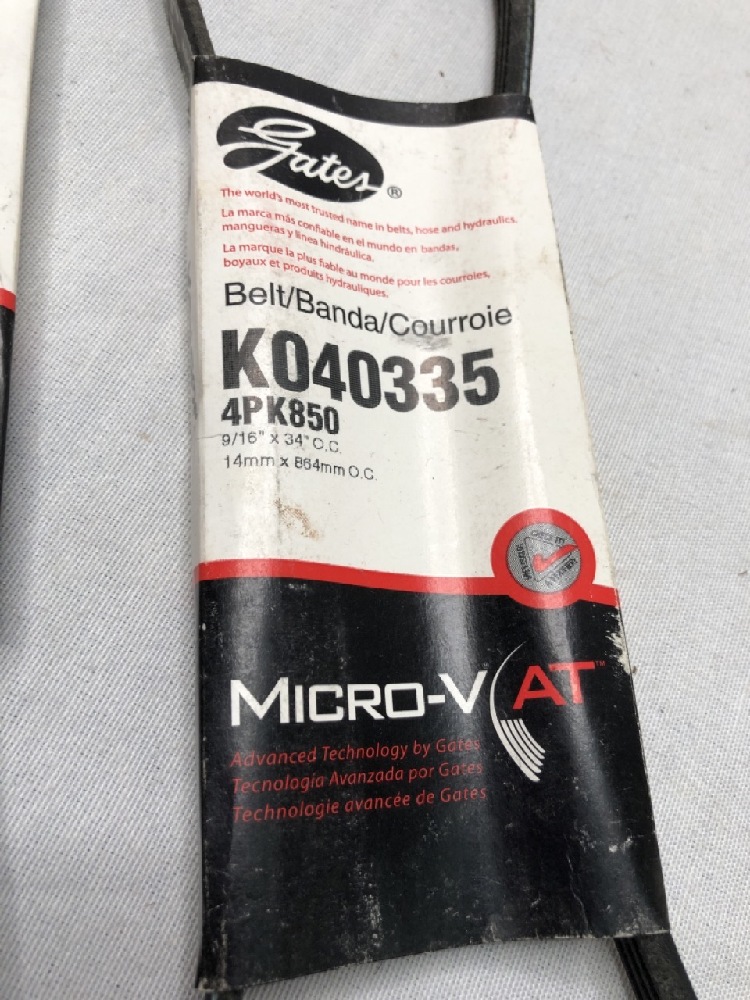 Gates®
The world's most trusted name in belts, hose and hydraulics.
La marca más confiable en el mundo en bandas,
mangueras y línea hindráulica.
La marque la plus fiable au monde pour les courroies,
boyaux et produits hydrauliques.
Belt/Banda/Courroie
K040335
4PK850
9/16" x 34" O.C.
14mm x 864mm O.C.
MICRO-V AT™
Advanced Technology by Gates
Tecnología Avanzada por Gates
Technologie avancée de Gates